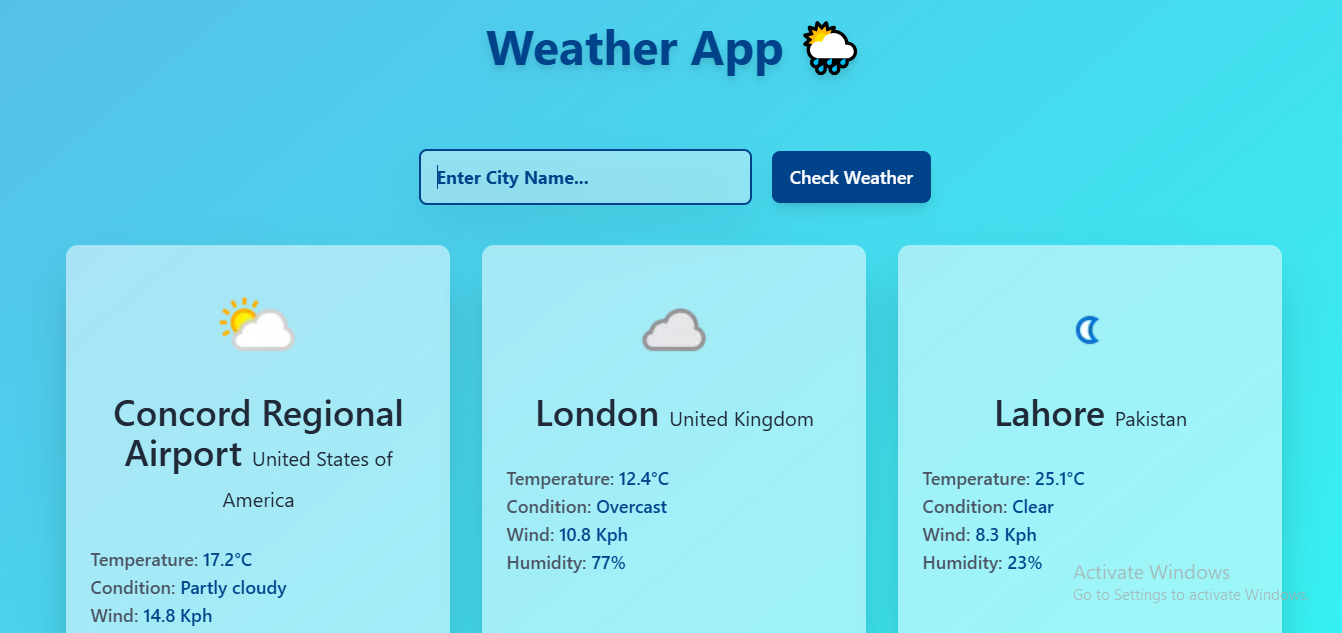 Weather App
Enter City Name...
Check Weather
Concord Regional
Airport United States of
America
Temperature: 17.2°C
Condition: Partly cloudy
Wind: 14.8 Kph
London United Kingdom
Temperature: 12.4°C
Condition: Overcast
Wind: 10.8 Kph
Humidity: 77%
Lahore Pakistan
Temperature: 25.1°C
Condition: Clear
Wind: 8.3 Kph
Humidity: 23%
Activate Windows
Go to Settings to activate Windows.